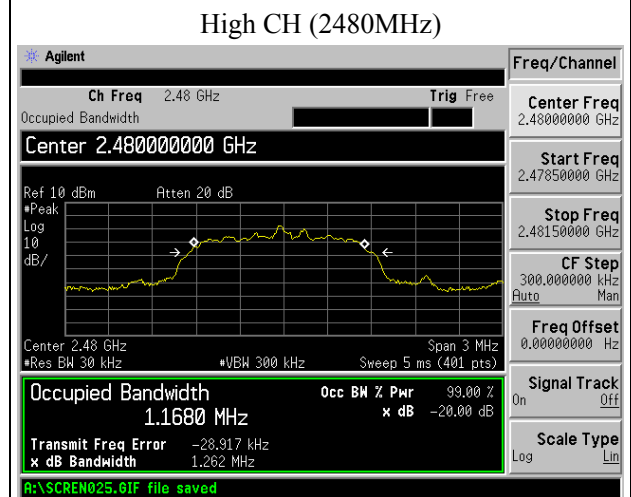 High CH (2480MHz)
Agilent
Freq/Channel
Ch Freq 2.48 GHz Trig Free
Occupied Bandwidth
Center 2.480000000 GHz
Ref 10 dBm Atten 20 dB
#Peak
Log
10
dB/
Center 2.48 GHz Span 3 MHz
#Res BW 30 kHz #VBW 300 kHz Sweep 5 ms (401 pts)
Occupied Bandwidth Occ BW % Pwr 99.00 %
1.1680 MHz x dB -20.00 dB
Transmit Freq Error -28.917 kHz
x dB Bandwidth 1.262 MHz
A:\SCREN025.GIF file saved
Center Freq
2.48000000 GHz
Start Freq
2.47850000 GHz
Stop Freq
2.48150000 GHz
CF Step
300.000000 kHz
Auto Man
Freq Offset
0.00000000 Hz
Signal Track
On Off
Scale Type
Log Lin